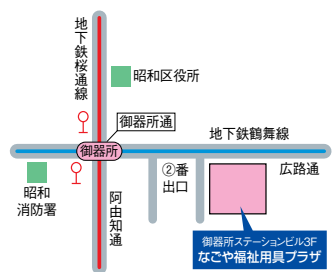 地下鉄桜通線
昭和区役所
御器所通
地下鉄鶴舞線
御器所
広路通
②番
出口
昭和
消防署
阿由知通
御器所ステーションビル3F
なごや福祉用具プラザ